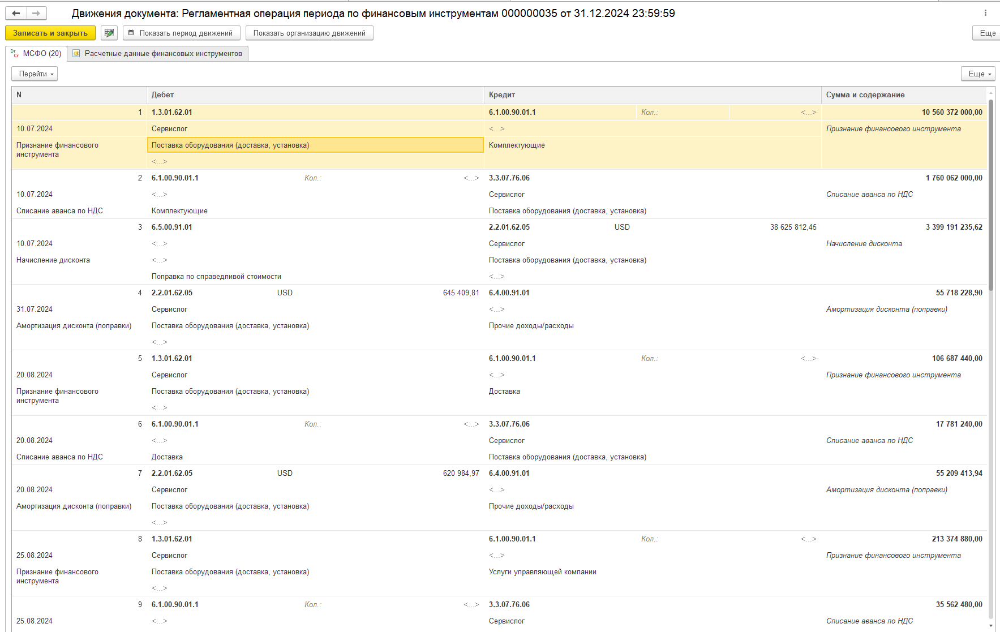 Движения документа: Регламентная операция периода по финансовым инструментам 000000035 от 31.12.2024 23:59:59
Записать и закрыть Показать период движений Показать организацию движений Еще
Dr Cr МСФО (20) Расчетные данные финансовых инструментов
Перейти Еще
N Дебет Кредит Сумма и содержание
1 1.3.01.62.01 6.1.00.90.01.1 Кол.: <...> 10 560 372 000,00
10.07.2024 Сервислог <...> Признание финансового инструмента
Признание финансового Поставка оборудования (доставка, установка) Комплектующие
инструмента
<...>
2 6.1.00.90.01.1 Кол.: <...> 3.3.07.76.06 1 760 062 000,00
10.07.2024 <...> Сервислог Списание аванса по НДС
Списание аванса по НДС Комплектующие Поставка оборудования (доставка, установка)
3 6.5.00.91.01 2.2.01.62.05 USD 38 625 812,45 3 399 191 235,62
10.07.2024 <...> Сервислог Начисление дисконта
Начисление дисконта <...> Поставка оборудования (доставка, установка)
Поправка по справедливой стоимости <...>
4 2.2.01.62.05 USD 645 409,81 6.4.00.91.01 55 718 228,90
31.07.2024 Сервислог <...> Амортизация дисконта (поправки)
Амортизация дисконта (поправки) Поставка оборудования (доставка, установка) Прочие доходы/расходы
<...>
5 1.3.01.62.01 6.1.00.90.01.1 Кол.: <...> 106 687 440,00
20.08.2024 Сервислог <...> Признание финансового инструмента
Признание финансового Поставка оборудования (доставка, установка) Доставка
инструмента
<...>
6 6.1.00.90.01.1 Кол.: <...> 3.3.07.76.06 17 781 240,00
20.08.2024 <...> Сервислог Списание аванса по НДС
Списание аванса по НДС Доставка Поставка оборудования (доставка, установка)
7 2.2.01.62.05 USD 620 984,97 6.4.00.91.01 55 209 413,94
20.08.2024 Сервислог <...> Амортизация дисконта (поправки)
Амортизация дисконта (поправки) Поставка оборудования (доставка, установка) Прочие доходы/расходы
<...>
8 1.3.01.62.01 6.1.00.90.01.1 Кол.: <...> 213 374 880,00
25.08.2024 Сервислог <...> Признание финансового инструмента
Признание финансового Поставка оборудования (доставка, установка) Услуги управляющей компании
инструмента
<...>
9 6.1.00.90.01.1 Кол.: <...> 3.3.07.76.06 35 562 480,00
25.08.2024 <...> Сервислог Списание аванса по НДС